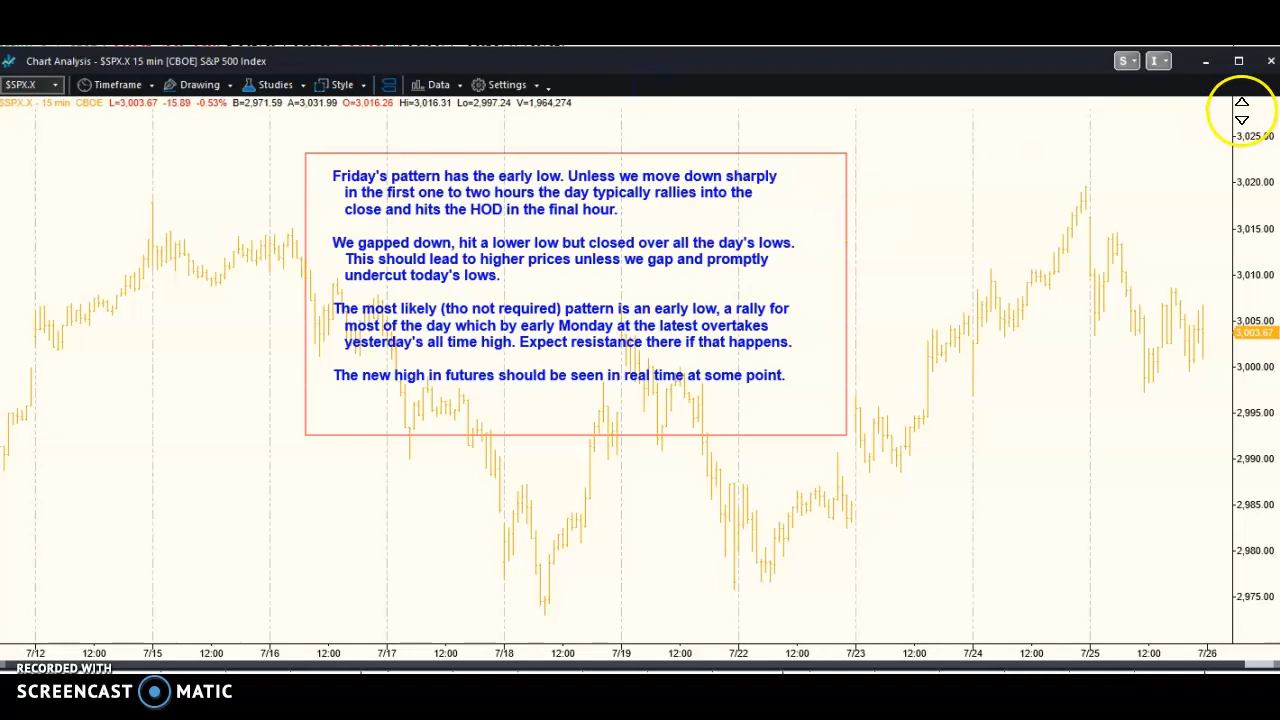 Chart Analysis - $SPX.X 15 min [CBOE] S&P 500 Index
S
I
$SPX.X
Timeframe
Drawing
Studies
Style
Data
Settings
$SPX.X - 15 min CBOE L=3,003.67 -15.89 -0.53% B=2,971.59 A=3,031.99 O=3,016.26 Hi=3,016.31 Lo=2,997.24 V=1,964,274
Friday's pattern has the early low. Unless we move down sharply
in the first one to two hours the day typically rallies into the
close and hits the HOD in the final hour.
We gapped down, hit a lower low but closed over all the day's lows.
This should lead to higher prices unless we gap and promptly
undercut today's lows.
The most likely (tho not required) pattern is an early low, a rally for
most of the day which by early Monday at the latest overtakes
yesterday's all time high. Expect resistance there if that happens.
The new high in futures should be seen in real time at some point.
3,025.00
3,020.00
3,015.00
3,010.00
3,005.00
3,003.67
3,000.00
2,995.00
2,990.00
2,985.00
2,980.00
2,975.00
7/12 12:00 7/15 12:00 7/16 12:00 7/17 12:00 7/18 12:00 7/19 12:00 7/22 12:00 7/23 12:00 7/24 12:00 7/25 12:00 7/26
RECORDED WITH
SCREENCAST MATIC